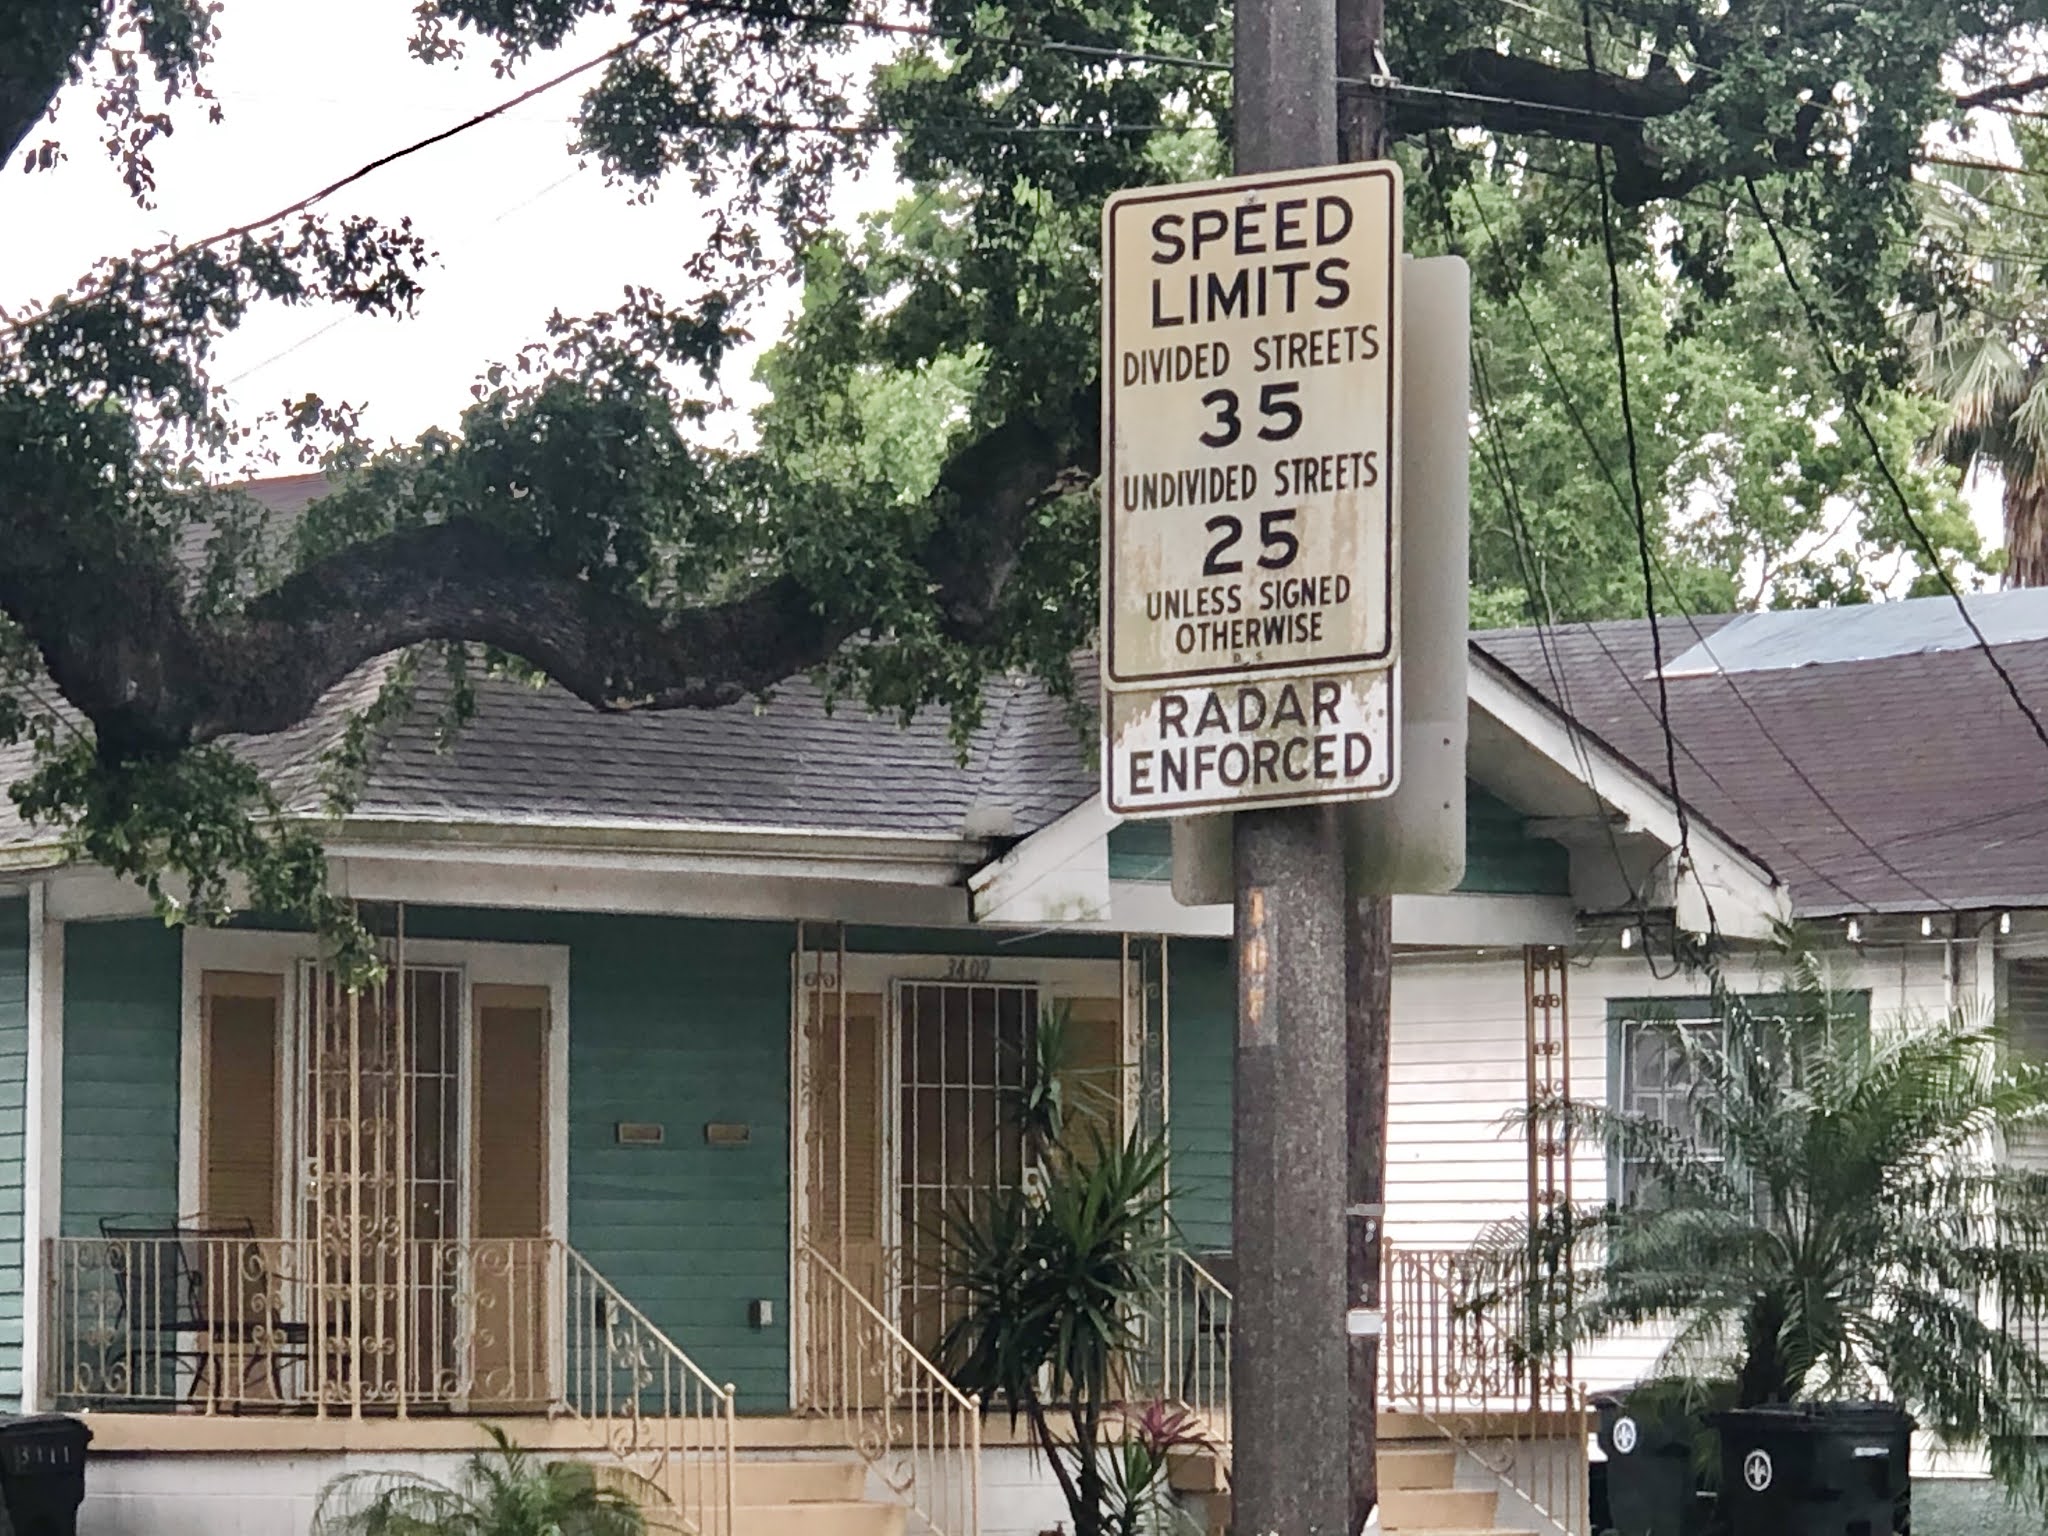 SPEED
LIMITS
DIVIDED STREETS
35
UNDIVIDED STREETS
25
UNLESS SIGNED
OTHERWISE
RADAR
ENFORCED
3409